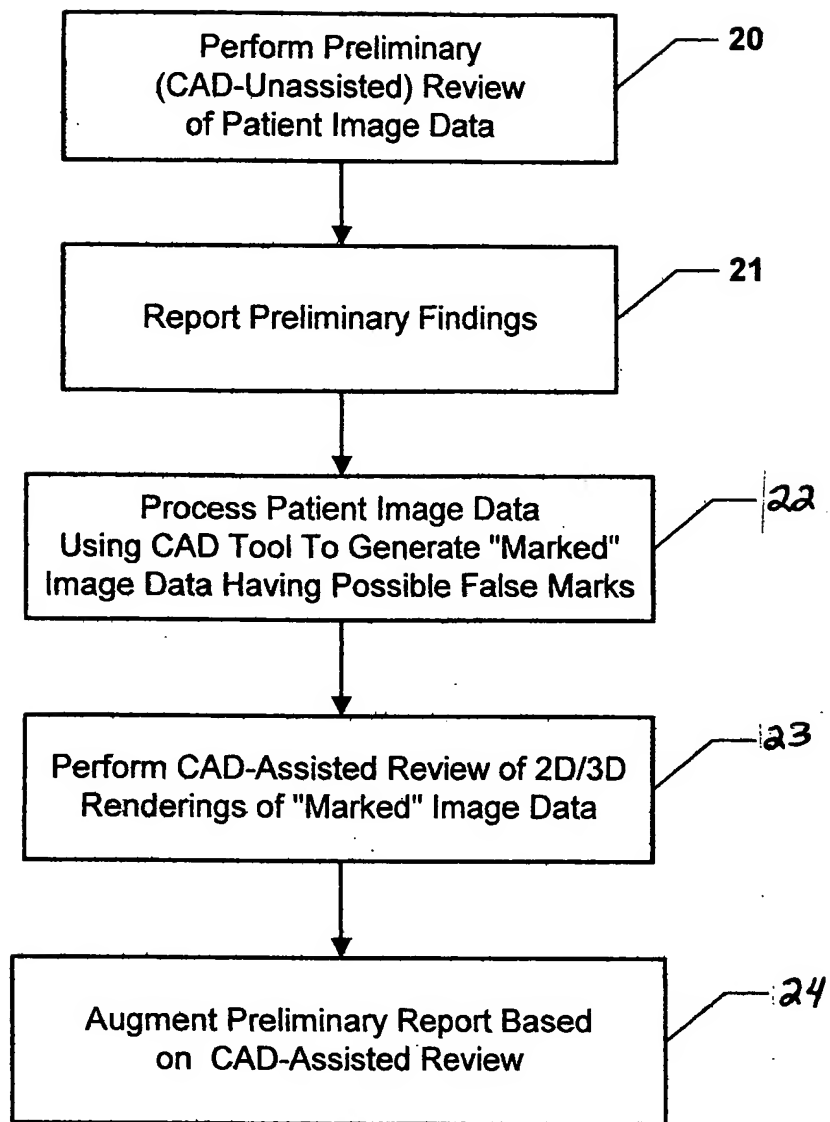 Perform Preliminary
(CAD-Unassisted) Review
of Patient Image Data
20
Report Preliminary Findings
21
Process Patient Image Data
Using CAD Tool To Generate "Marked"
Image Data Having Possible False Marks
22
Perform CAD-Assisted Review of 2D/3D
Renderings of "Marked" Image Data
23
Augment Preliminary Report Based
on CAD-Assisted Review
24